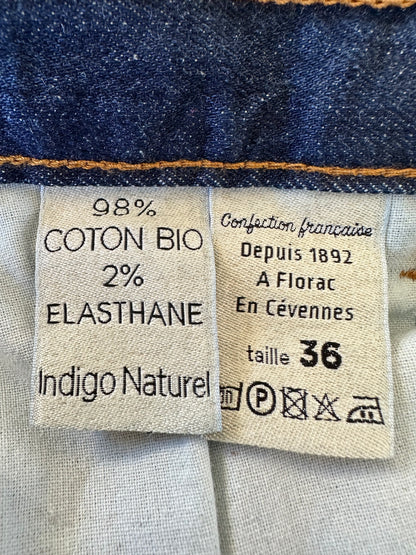 98%
COTON BIO
2%
ELASTHANE
Indigo Naturel
Confection française
Depuis 1892
A Florac
En Cévennes
taille 36
P